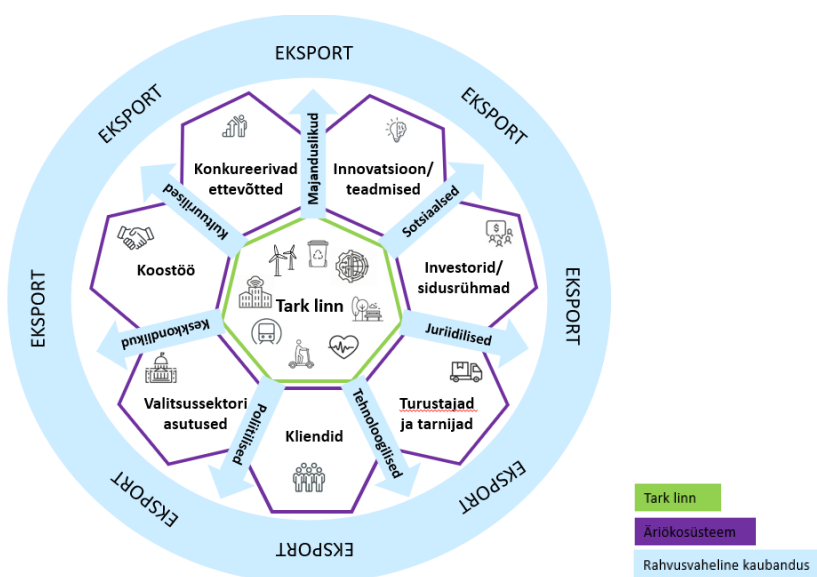 EKSPORT
EKSPORT
EKSPORT
Majanduslikud
Konkureerivad
ettevõtted
Innovatsioon/
teadmised
Kultuurilised
Sotsiaalsed
Koostöö
Investorid/
sidusrühmad
EKSPORT
EKSPORT
Tark linn
Keskkondlikud
Juriidilised
Valitsussektori
asutused
Turustajad
ja tarnijad
Poliitilised
Kliendid
Tehnoloogilised
EKSPORT
EKSPORT
EKSPORT
Tark linn
Äriökosüsteem
Rahvusvaheline kaubandus